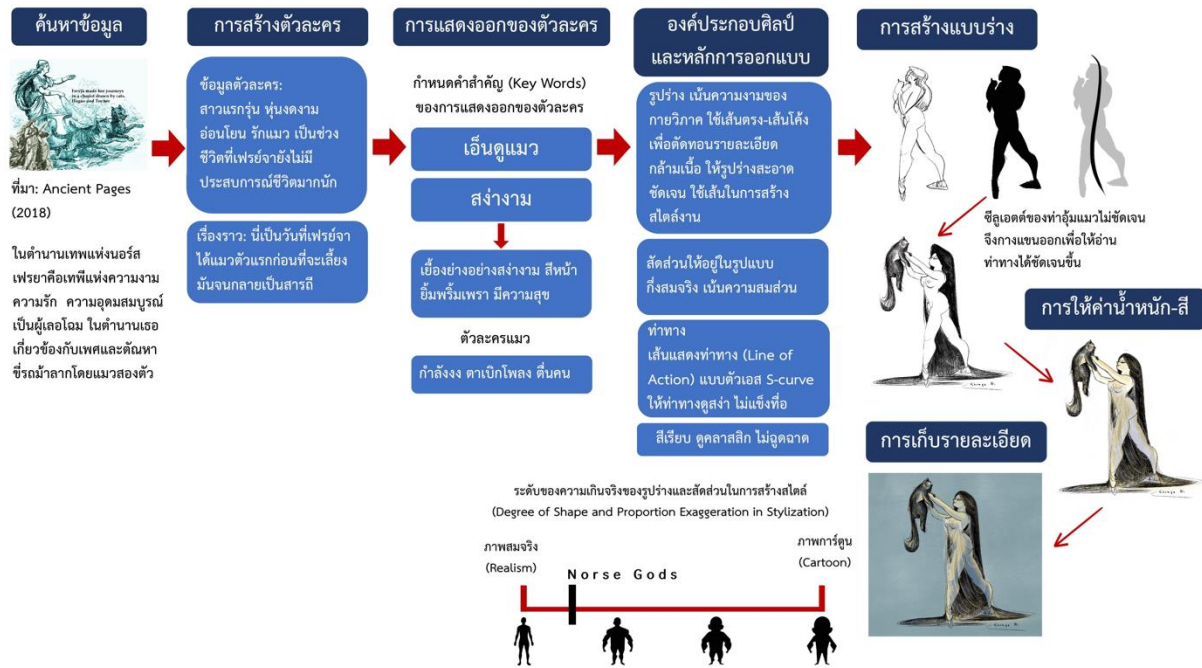 ค้นหาข้อมูล
Freyja made her journeys
in a chariot drawn by cats,
ที่มา: Ancient Pages
(2018)
ในตำนานเทพแห่งนอร์ส
เฟรยาคือเทพีแห่งความงาม
ความรัก ความอุดมสมบูรณ์
เป็นผู้เลอโฉม ในตำนานเธอ
เกี่ยวข้องกับเพศและตัณหา
ขี่รถม้าลากโดยแมวสองตัว
การสร้างตัวละคร
ข้อมูลตัวละคร:
สาวแรกรุ่น หุ่นงดงาม
อ่อนโยน รักแมว เป็นช่วง
ชีวิตที่เฟรย์จายังไม่มี
ประสบการณ์ชีวิตมากนัก
เรื่องราว: นี่เป็นวันที่เฟรย์จา
ได้แมวตัวแรกก่อนที่จะเลี้ยง
มันจนกลายเป็นสารถี
การแสดงออกของตัวละคร
กำหนดคำสำคัญ (Key Words)
ของการแสดงออกของตัวละคร
เอ็นดูแมว
สง่างาม
เยื้องย่างอย่างสง่างาม สีหน้า
ยิ้มพริ้มเพรา มีความสุข
ตัวละครแมว
กำลังงง ตาเบิกโพลง ตื่นคน
องค์ประกอบศิลป์
และหลักการออกแบบ
รูปร่าง เน้นความงามของ
กายวิภาค ใช้เส้นตรง-เส้นโค้ง
เพื่อตัดทอนรายละเอียด
กล้ามเนื้อ ให้รูปร่างสะอาด
ชัดเจน ใช้เส้นในการสร้าง
สไตล์งาน
สัดส่วนให้อยู่ในรูปแบบ
กึ่งสมจริง เน้นความสมส่วน
ท่าทาง
เส้นแสดงท่าทาง (Line of
Action) แบบตัวเอส S-curve
ให้ท่าทางดูสง่า ไม่แข็งทื่อ
สีเรียบ ดูคลาสสิก ไม่ฉูดฉาด
การสร้างแบบร่าง
ซีลูเอตต์ของท่าอุ้มแมวไม่ชัดเจน
จึงกางแขนออกเพื่อให้อ่าน
ท่าทางได้ชัดเจนขึ้น
การให้ค่าน้ำหนัก-สี
การเก็บรายละเอียด
ระดับของความเกินจริงของรูปร่างและสัดส่วนในการสร้างสไตล์
(Degree of Shape and Proportion Exaggeration in Stylization)
ภาพสมจริง
(Realism)
Norse Gods
ภาพการ์ตูน
(Cartoon)